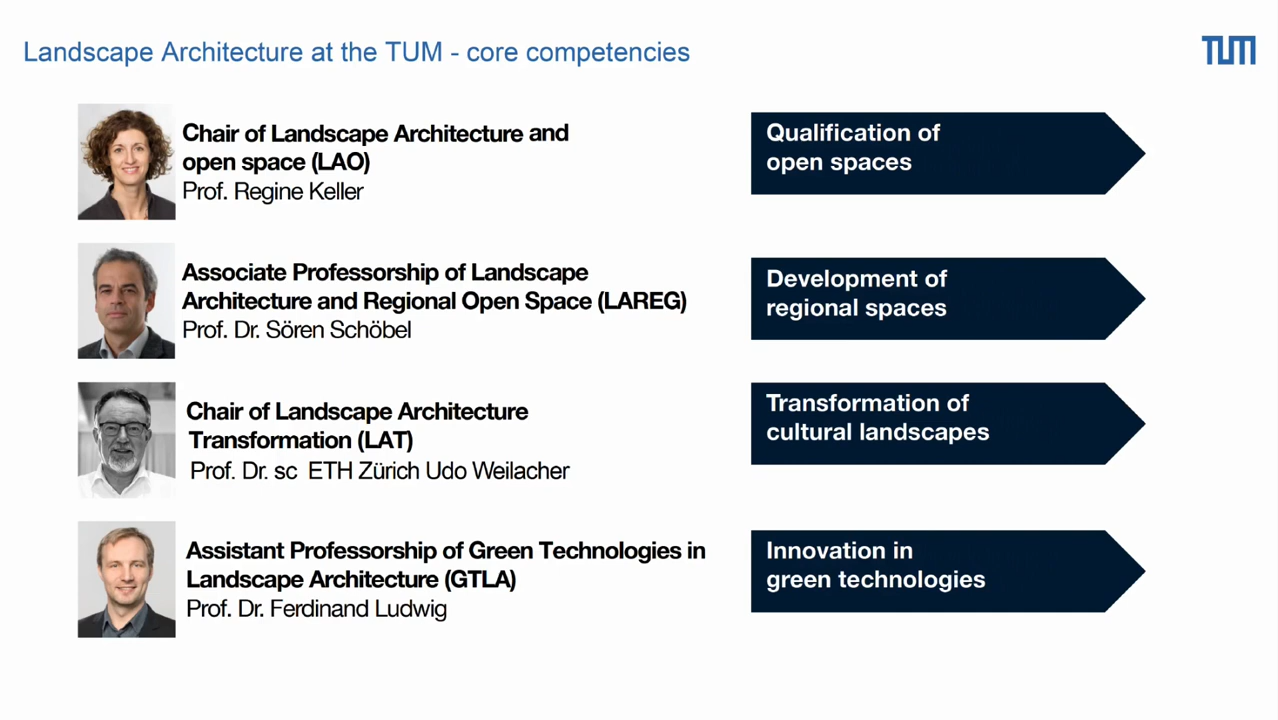 Landscape Architecture at the TUM - core competencies
TUM
Chair of Landscape Architecture and
open space (LAO)
Prof. Regine Keller
Qualification of
open spaces
Associate Professorship of Landscape
Architecture and Regional Open Space (LAREG)
Prof. Dr. Sören Schöbel
Development of
regional spaces
Chair of Landscape Architecture
Transformation (LAT)
Prof. Dr. sc ETH Zürich Udo Weilacher
Transformation of
cultural landscapes
Assistant Professorship of Green Technologies in
Landscape Architecture (GTLA)
Prof. Dr. Ferdinand Ludwig
Innovation in
green technologies